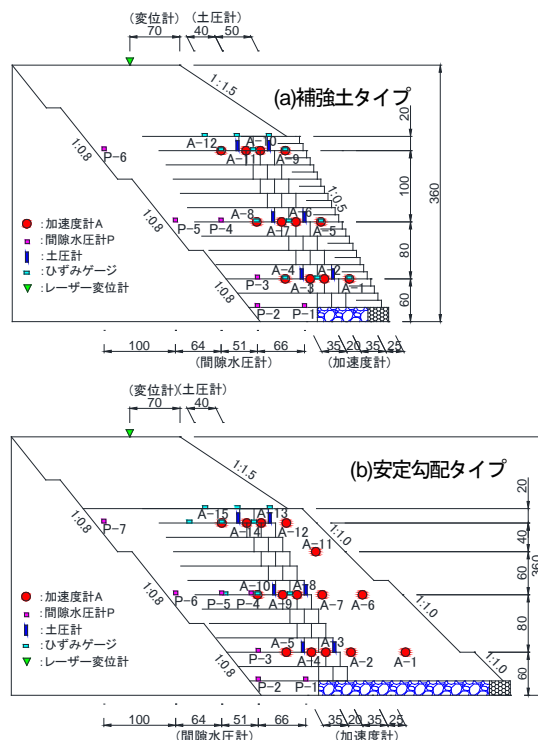 (変位計) (土圧計)
70 40 50
1:1.5
(a)補強土タイプ
20
A-12 A-10
A-11 A-9
P-6
1:0.8
1:0.5
100
360
A-8 A-6
P-5 P-4 A-7 A-5
●:加速度計A
■:間隙水圧計P
▮:土圧計
▬:ひずみゲージ
▼:レーザー変位計
1:0.8
80
A-4 A-2
P-3 A-3 A-1
1:0.8
60
P-2 P-1
100 64 51 66 35 20 35 25
(間隙水圧計) (加速度計)
(変位計)(土圧計)
70 40
1:1.5
(b)安定勾配タイプ
20
A-15 A-13
P-7 A-14 A-12
1:0.8
40
A-11
1:1.0
60
360
A-10 A-8
P-6 P-5 P-4 A-9 A-7 A-6
●:加速度計A
■:間隙水圧計P
▮:土圧計
▬:ひずみゲージ
▼:レーザー変位計
1:0.8
1:1.0
80
A-5 A-3
P-3 A-4 A-2 A-1
1:0.8
1:1.0
60
P-2 P-1
100 64 51 66 35 20 35 25
(間隙水圧計) (加速度計)